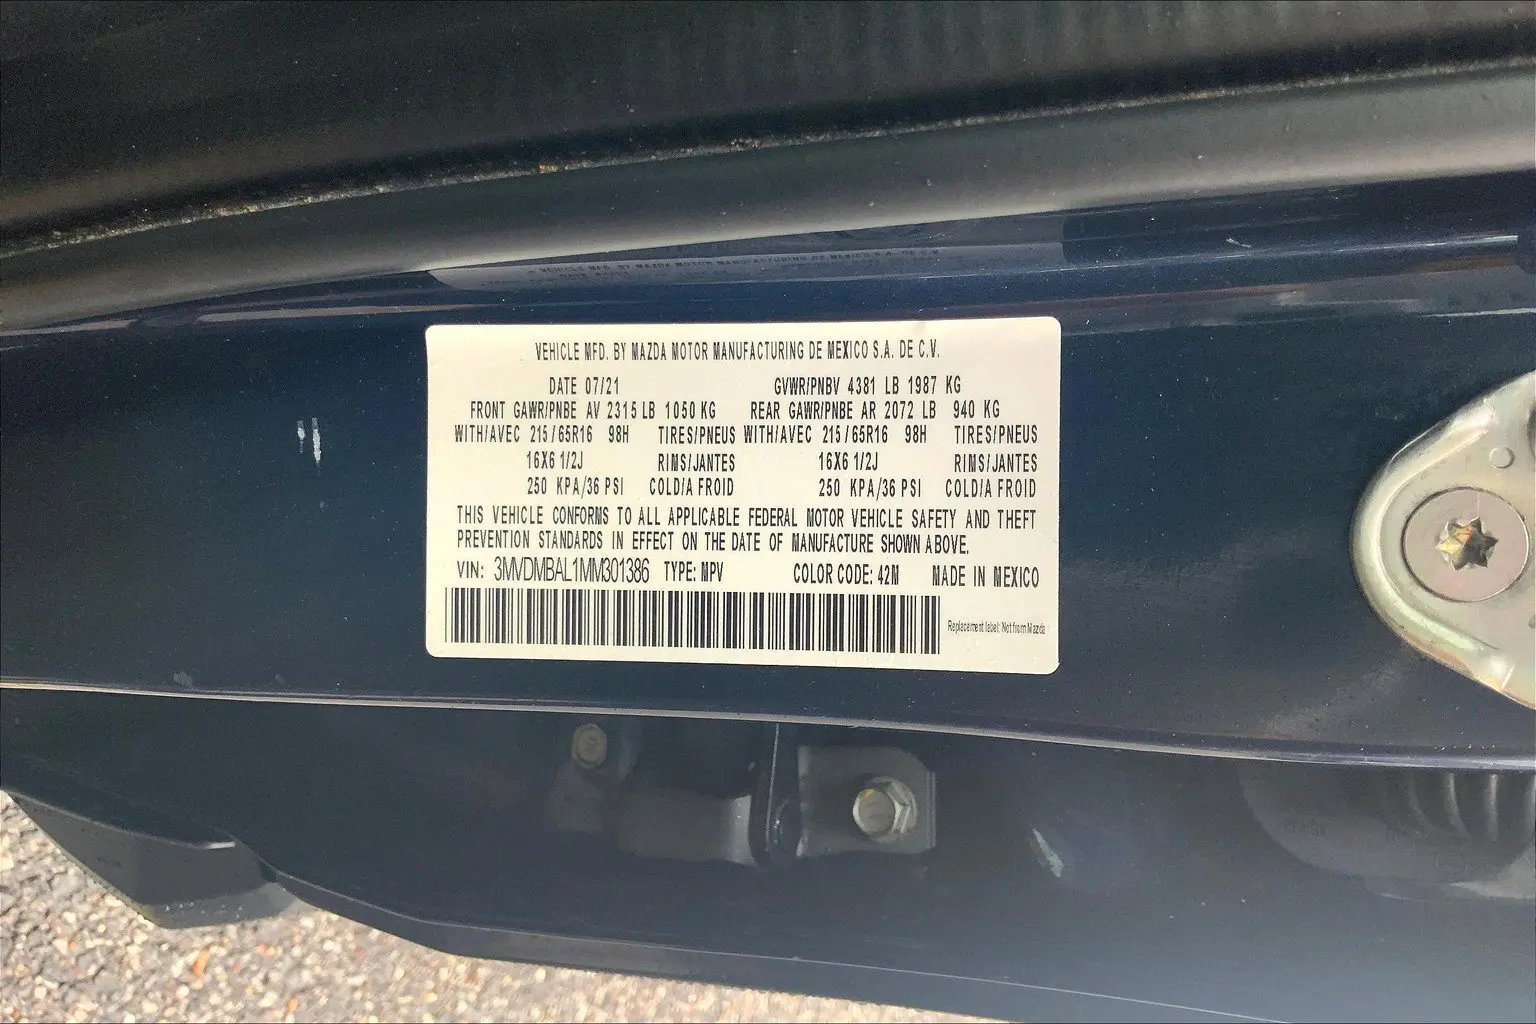 VEHICLE MFD. BY MAZDA MOTOR MANUFACTURING DE MEXICO S.A. DE C.V.
DATE 07/21 GVWR/PNBV 4381 LB 1987 KG
FRONT GAWR/PNBE AV 2315 LB 1050 KG REAR GAWR/PNBE AR 2072 LB 940 KG
WITH/AVEC 215/65R16 98H TIRES/PNEUS WITH/AVEC 215/65R16 98H TIRES/PNEUS
16X6 1/2J RIMS/JANTES 16X6 1/2J RIMS/JANTES
250 KPA/36 PSI COLD/A FROID 250 KPA/36 PSI COLD/A FROID
THIS VEHICLE CONFORMS TO ALL APPLICABLE FEDERAL MOTOR VEHICLE SAFETY AND THEFT
PREVENTION STANDARDS IN EFFECT ON THE DATE OF MANUFACTURE SHOWN ABOVE.
VIN: 3MVDMBAL1MM301386 TYPE: MPV COLOR CODE: 42M MADE IN MEXICO
Replacement label: Not from Mazda